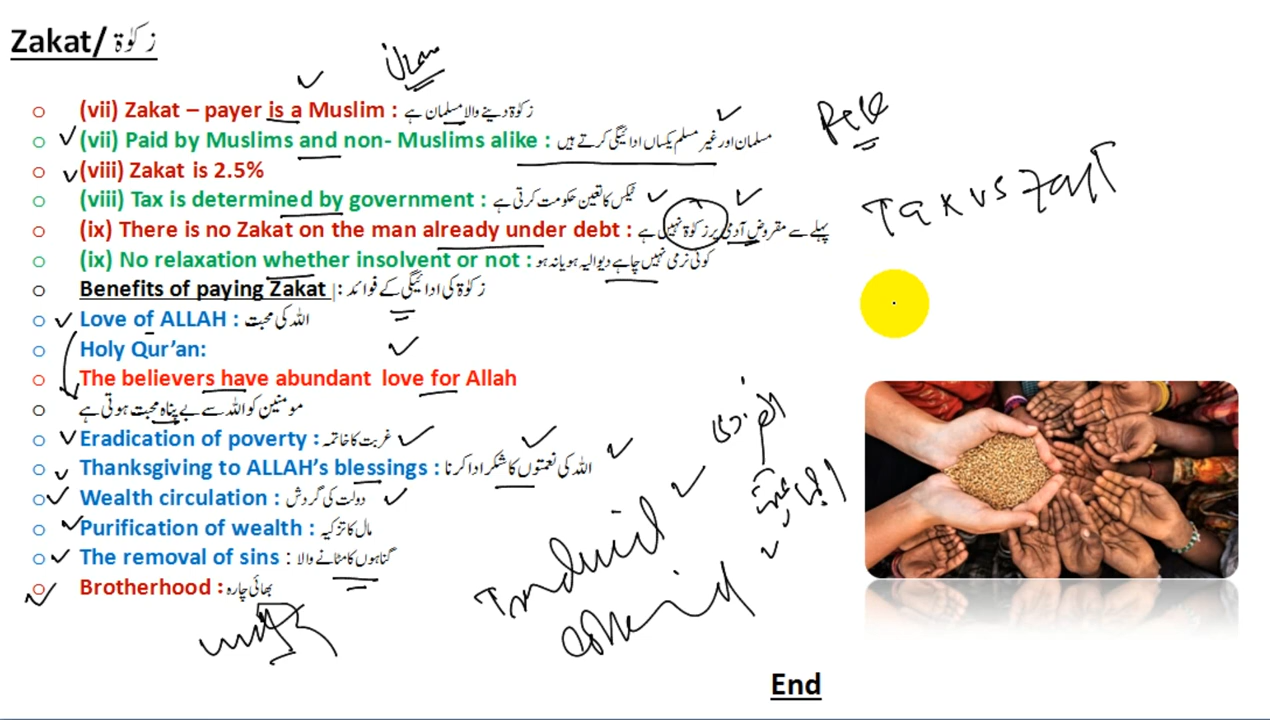 Zakat/ زکوٰۃ
(vii) Zakat – payer is a Muslim : زکوٰۃ دینے والا مسلمان ہے
(vii) Paid by Muslims and non- Muslims alike : مسلمان اور غیر مسلم یکساں ادائیگی کرتے ہیں
(viii) Zakat is 2.5%
(viii) Tax is determined by government : ٹیکس کا تعین حکومت کرتی ہے
Tax vs Zakat
(ix) There is no Zakat on the man already under debt : پہلے سے مقروض آدمی پر زکوٰۃ نہیں ہے
(ix) No relaxation whether insolvent or not : کوئی نرمی نہیں چاہے دیوالیہ ہو یا نہ ہو
Benefits of paying Zakat : زکوٰۃ کی ادائیگی کے فوائد
Love of ALLAH : اللہ کی محبت
Holy Qur’an:
The believers have abundant love for Allah
مومنین کو اللہ سے بے پناہ محبت ہوتی ہے
Eradication of poverty : غربت کا خاتمہ
Thanksgiving to ALLAH’s blessings : اللہ کی نعمتوں کا شکر ادا کرنا
Wealth circulation : دولت کی گردش
Purification of wealth : مال کا تزکیہ
The removal of sins : گناہوں کا مٹانے والا
Brotherhood : بھائی چارہ
End